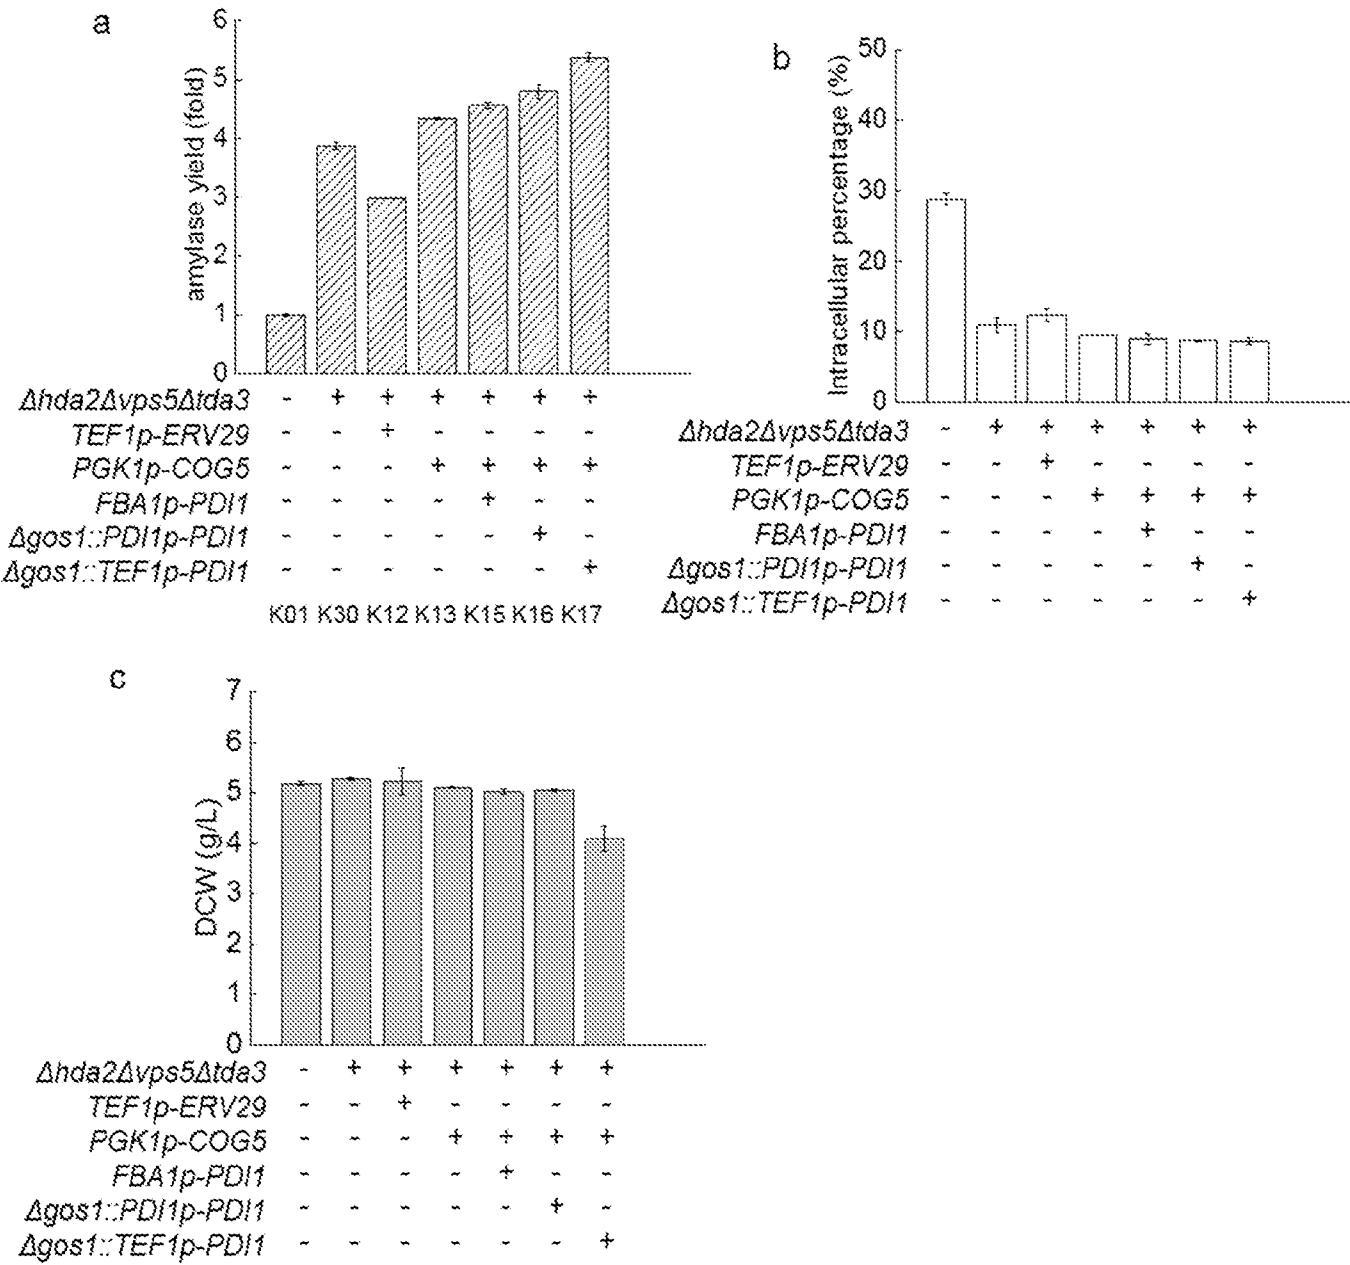 a
amylase yield (fold)
6
5
4
3
2
1
0
Δhda2Δvps5Δtda3 - + + + + + +
TEF1p-ERV29 - - + - - - -
PGK1p-COG5 - - - + + + +
FBA1p-PDI1 - - - - + - -
Δgos1::PDI1p-PDI1 - - - - - + -
Δgos1::TEF1p-PDI1 - - - - - - +
K01 K30 K12 K13 K15 K16 K17
b
Intracellular percentage (%)
50
40
30
20
10
0
Δhda2Δvps5Δtda3 - + + + + + +
TEF1p-ERV29 - - + - - - -
PGK1p-COG5 - - - + + + +
FBA1p-PDI1 - - - - + - -
Δgos1::PDI1p-PDI1 - - - - - + -
Δgos1::TEF1p-PDI1 - - - - - - +
c
DCW (g/L)
7
6
5
4
3
2
1
0
Δhda2Δvps5Δtda3 - + + + + + +
TEF1p-ERV29 - - + - - - -
PGK1p-COG5 - - - + + + +
FBA1p-PDI1 - - - - + - -
Δgos1::PDI1p-PDI1 - - - - - + -
Δgos1::TEF1p-PDI1 - - - - - - +